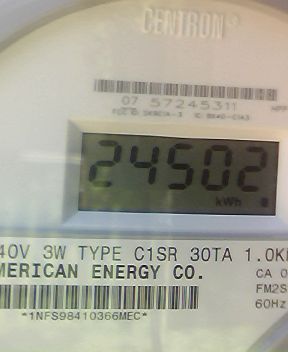 CENTRON®
07 57245311
24502
kWh
40V 3W TYPE C1SR 30TA 1.0K
MERICAN ENERGY CO.
CA 0
FM2S
60Hz
*1NFS98410366MEC*